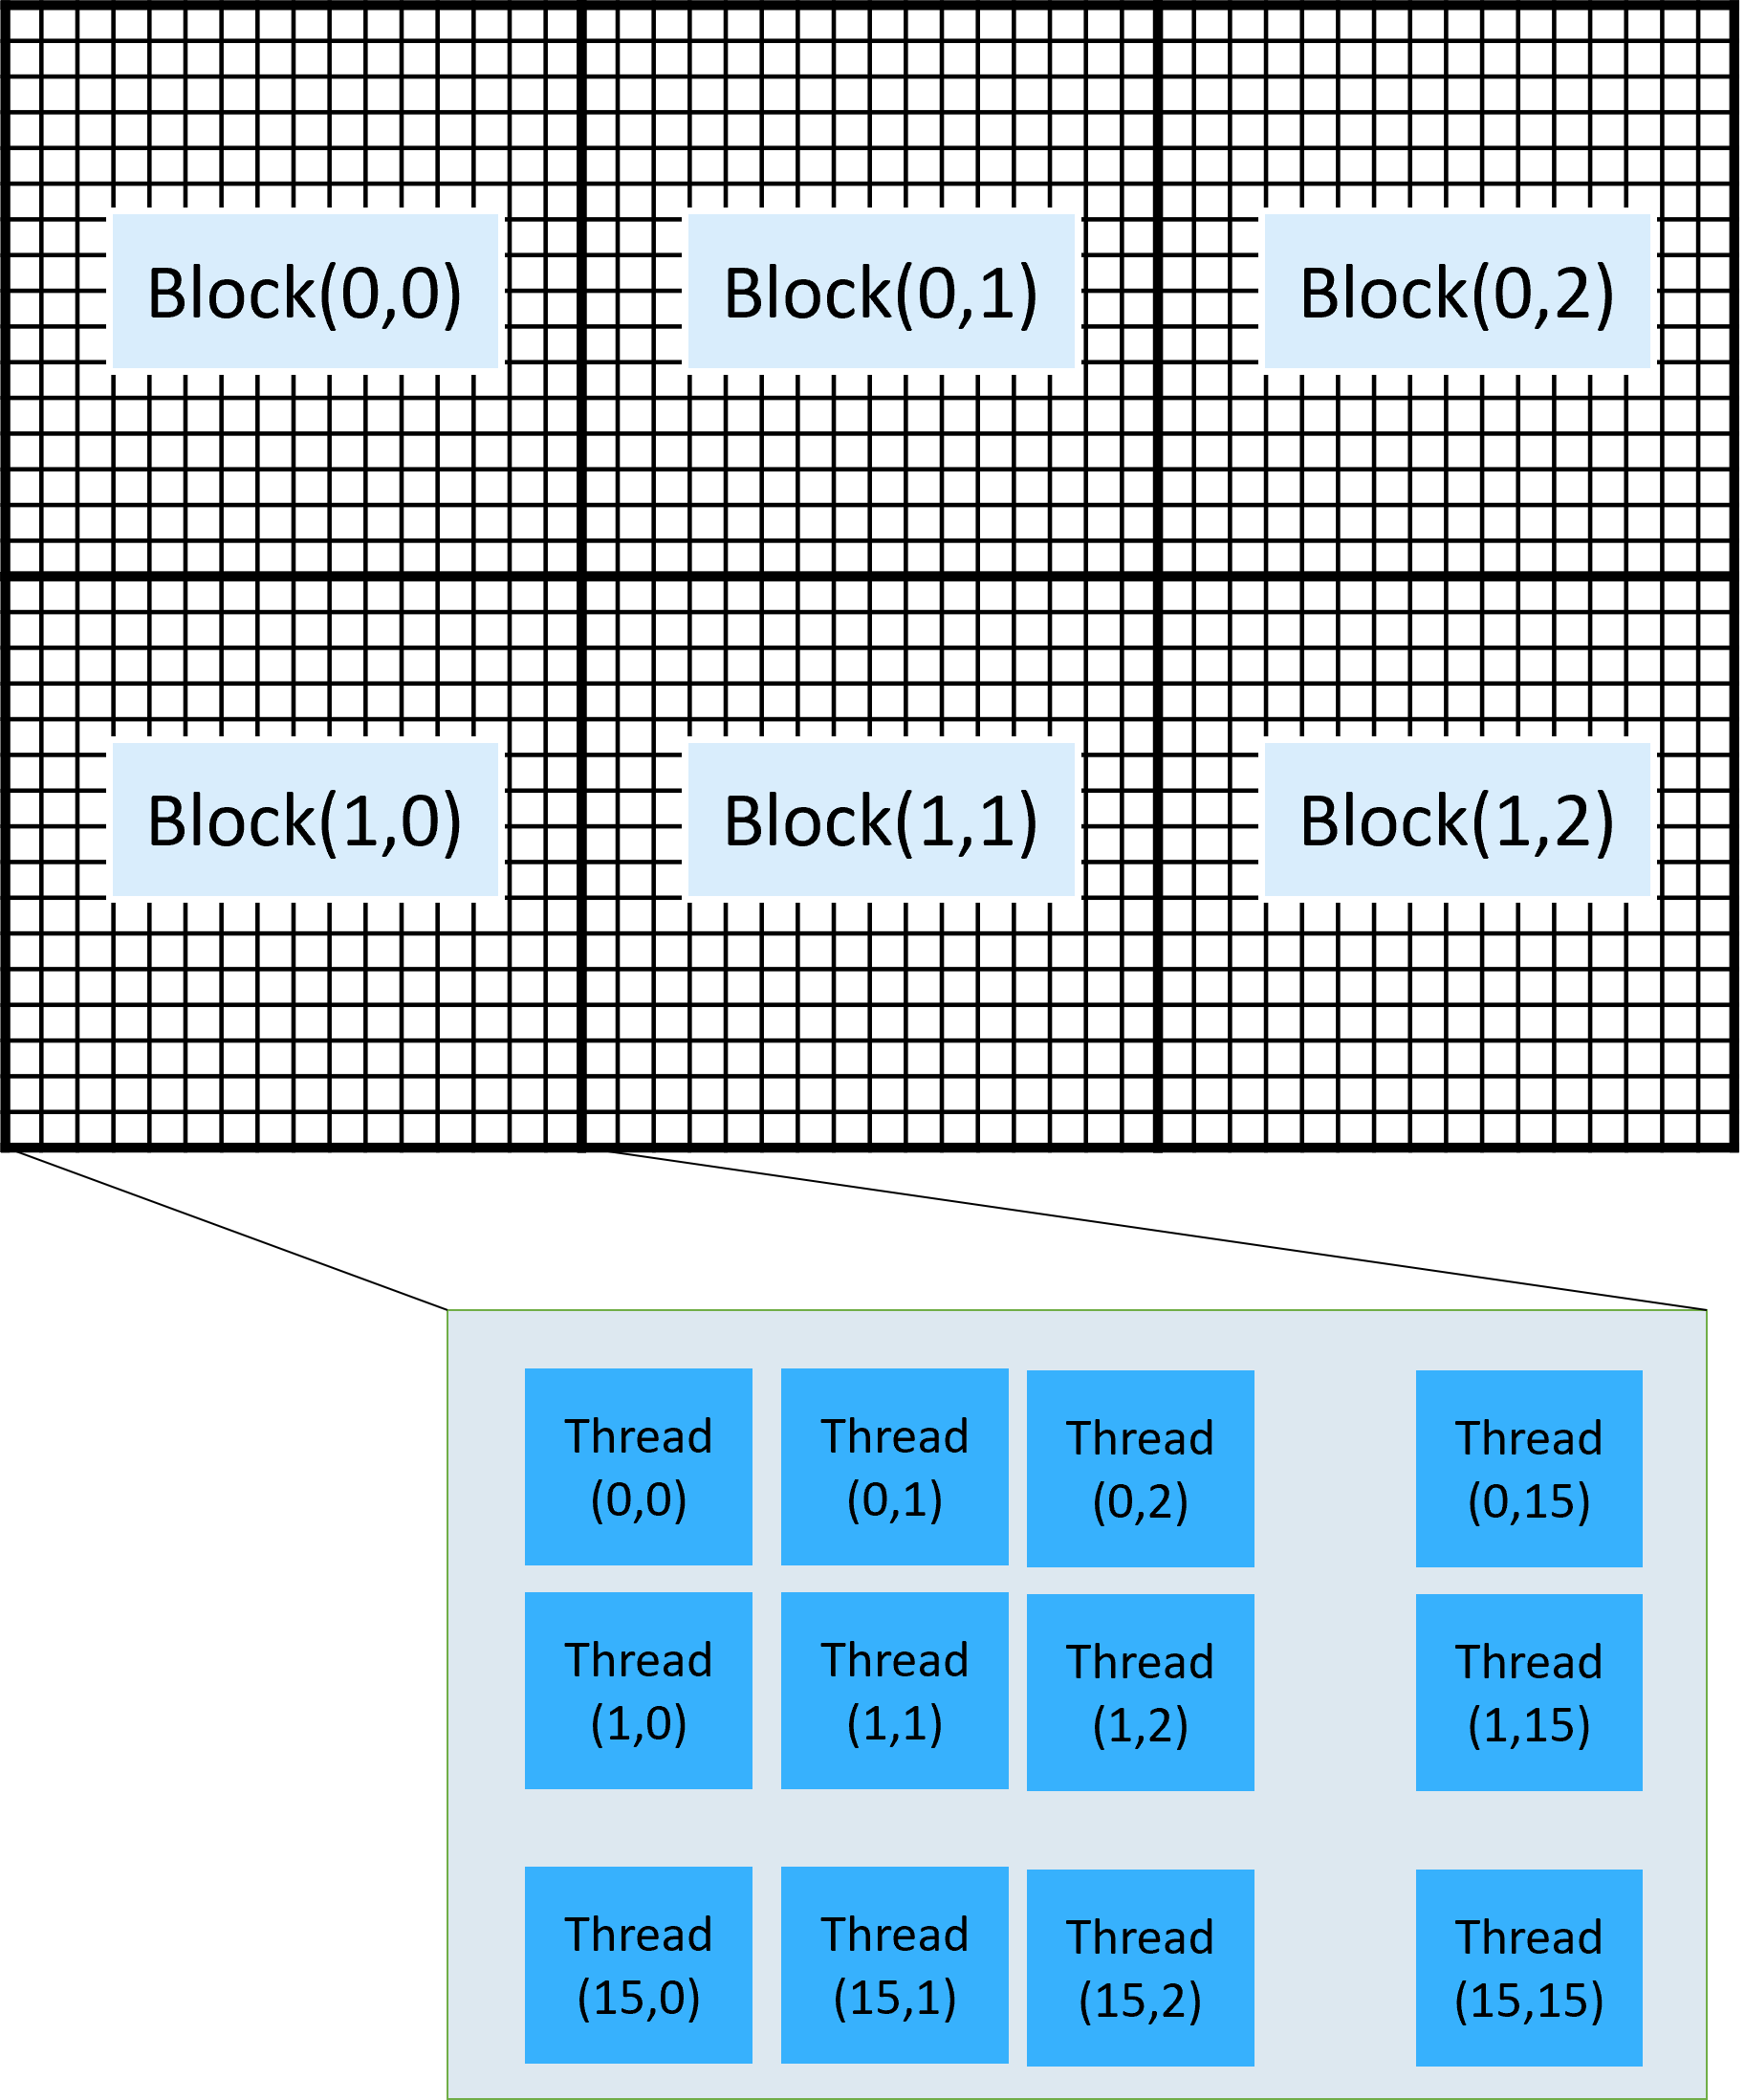 Block(0,0)
Block(0,1)
Block(0,2)
Block(1,0)
Block(1,1)
Block(1,2)
Thread
(0,0)
Thread
(0,1)
Thread
(0,2)
Thread
(0,15)
Thread
(1,0)
Thread
(1,1)
Thread
(1,2)
Thread
(1,15)
Thread
(15,0)
Thread
(15,1)
Thread
(15,2)
Thread
(15,15)